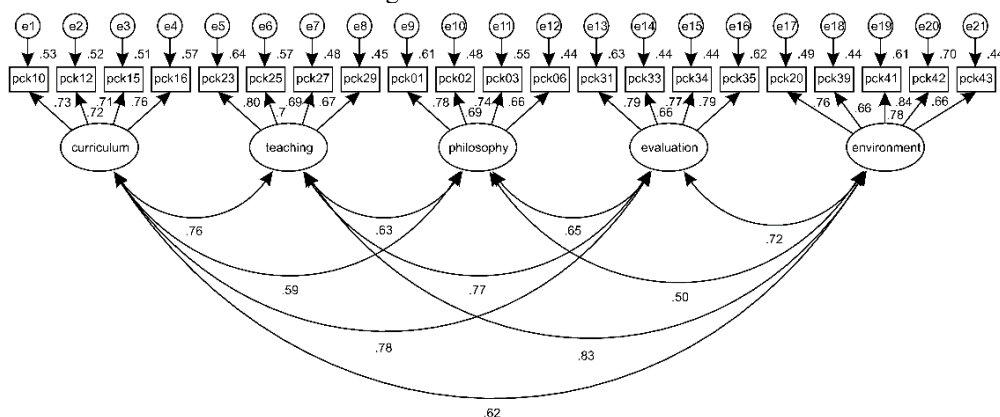 e1 e2 e3 e4 e5 e6 e7 e8 e9 e10 e11 e12 e13 e14 e15 e16 e17 e18 e19 e20 e21
.53 .52 .51 .57 .64 .57 .48 .45 .61 .48 .55 .44 .63 .44 .44 .62 .49 .44 .61 .70 .44
pck10 pck12 pck15 pck16 pck23 pck25 pck27 pck29 pck01 pck02 pck03 pck06 pck31 pck33 pck34 pck35 pck20 pck39 pck41 pck42 pck43
.73 .72 .71 .76 .80 .7 .69 .67 .78 .69 .74 .66 .79 .66 .77 .79 .76 .66 .78 .84 .66
curriculum teaching philosophy evaluation environment
.76 .63 .65 .72
.59 .77 .50
.78 .83
.62